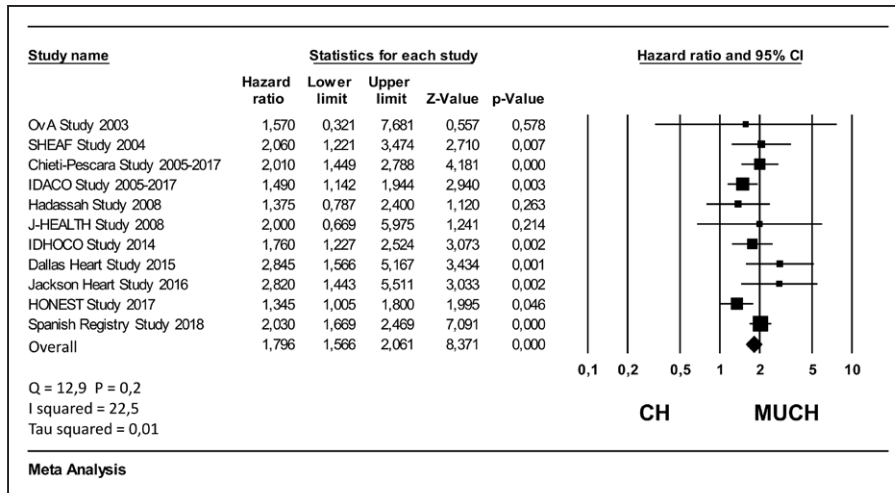 Study name Statistics for each study Hazard ratio and 95% CI
Hazard Lower Upper
ratio limit limit Z-Value p-Value
OvA Study 2003 1,570 0,321 7,681 0,557 0,578
SHEAF Study 2004 2,060 1,221 3,474 2,710 0,007
Chieti-Pescara Study 2005-2017 2,010 1,449 2,788 4,181 0,000
IDACO Study 2005-2017 1,490 1,142 1,944 2,940 0,003
Hadassah Study 2008 1,375 0,787 2,400 1,120 0,263
J-HEALTH Study 2008 2,000 0,669 5,975 1,241 0,214
IDHOCO Study 2014 1,760 1,227 2,524 3,073 0,002
Dallas Heart Study 2015 2,845 1,566 5,167 3,434 0,001
Jackson Heart Study 2016 2,820 1,443 5,511 3,033 0,002
HONEST Study 2017 1,345 1,005 1,800 1,995 0,046
Spanish Registry Study 2018 2,030 1,669 2,469 7,091 0,000
Overall 1,796 1,566 2,061 8,371 0,000
0,1 0,2 0,5 1 2 5 10
Q = 12,9 P = 0,2
I squared = 22,5
Tau squared = 0,01
CH MUCH
Meta Analysis